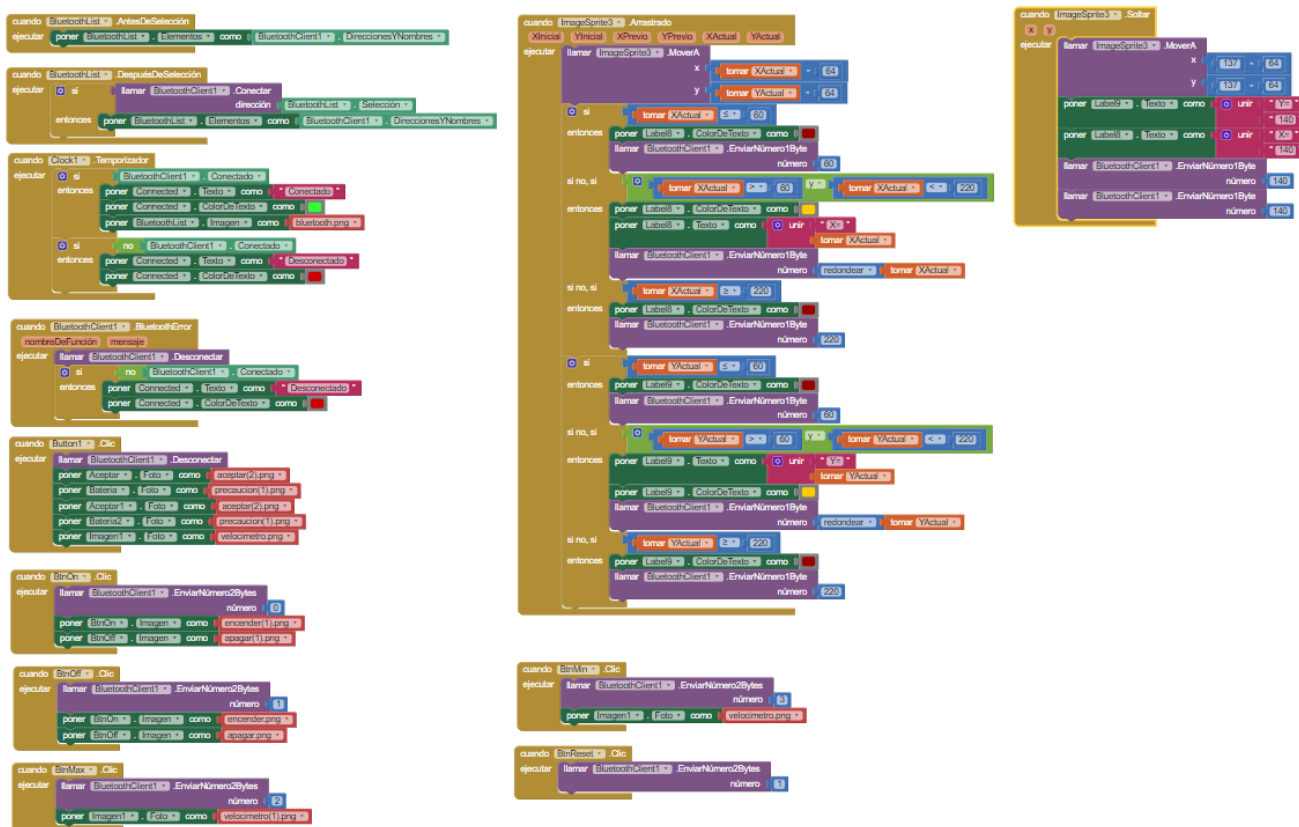 cuando BluetoothList .AntesDeSelección
ejecutar poner BluetoothList . Elementos como BluetoothClient1 . DireccionesYNombres
cuando BluetoothList .DespuésDeSelección
ejecutar si llamar BluetoothClient1 .Conectar
dirección BluetoothList . Selección
entonces poner BluetoothList . Elementos como BluetoothClient1 . DireccionesYNombres
cuando Clock1 .Temporizador
ejecutar si BluetoothClient1 . Conectado
entonces poner Connected . Texto como " Conectado "
poner Connected . ColorDeTexto como
poner BluetoothList . Imagen como bluetooth.png
si no BluetoothClient1 . Conectado
entonces poner Connected . Texto como " Desconectado "
poner Connected . ColorDeTexto como
cuando BluetoothClient1 .BluetoothError
nombreDeFunción mensaje
ejecutar llamar BluetoothClient1 .Desconectar
si no BluetoothClient1 . Conectado
entonces poner Connected . Texto como " Desconectado "
poner Connected . ColorDeTexto como
cuando Button1 .Clic
ejecutar llamar BluetoothClient1 .Desconectar
poner Aceptar . Foto como aceptar(2).png
poner Bateria . Foto como precaucion(1).png
poner Aceptar1 . Foto como aceptar(2).png
poner Bateria2 . Foto como precaucion(1).png
poner Imagen1 . Foto como velocimetro.png
cuando BtnOn .Clic
ejecutar llamar BluetoothClient1 .EnviarNúmero2Bytes
número 0
poner BtnOn . Imagen como encender(1).png
poner BtnOff . Imagen como apagar(1).png
cuando BtnOff .Clic
ejecutar llamar BluetoothClient1 .EnviarNúmero2Bytes
número 1
poner BtnOn . Imagen como encender.png
poner BtnOff . Imagen como apagar.png
cuando BtnMax .Clic
ejecutar llamar BluetoothClient1 .EnviarNúmero2Bytes
número 2
poner Imagen1 . Foto como velocimetro(1).png
cuando ImageSprite3 .Arrastrado
XInicial YInicial XPrevio YPrevio XActual YActual
ejecutar llamar ImageSprite3 .MoverA
x tomar XActual - 64
y tomar YActual - 64
si tomar XActual ≤ 60
entonces poner Label8 . ColorDeTexto como
llamar BluetoothClient1 .EnviarNúmero1Byte
número 60
si no, si tomar XActual > 60 y tomar XActual < 220
entonces poner Label8 . ColorDeTexto como
poner Label8 . Texto como unir " X= "
tomar XActual
llamar BluetoothClient1 .EnviarNúmero1Byte
número redondear tomar XActual
si no, si tomar XActual ≥ 220
entonces poner Label8 . ColorDeTexto como
llamar BluetoothClient1 .EnviarNúmero1Byte
número 220
si tomar YActual ≤ 60
entonces poner Label9 . ColorDeTexto como
llamar BluetoothClient1 .EnviarNúmero1Byte
número 60
si no, si tomar YActual > 60 y tomar YActual < 220
entonces poner Label9 . Texto como unir " Y= "
tomar YActual
poner Label9 . ColorDeTexto como
llamar BluetoothClient1 .EnviarNúmero1Byte
número redondear tomar YActual
si no, si tomar YActual ≥ 220
entonces poner Label9 . ColorDeTexto como
llamar BluetoothClient1 .EnviarNúmero1Byte
número 220
cuando BtnMin .Clic
ejecutar llamar BluetoothClient1 .EnviarNúmero2Bytes
número 3
poner Imagen1 . Foto como velocimetro.png
cuando BtnReset .Clic
ejecutar llamar BluetoothClient1 .EnviarNúmero2Bytes
número 1
cuando ImageSprite3 .Soltar
x y
ejecutar llamar ImageSprite3 .MoverA
x 137 - 64
y 137 - 64
poner Label9 . Texto como unir " Y= "
" 140
poner Label8 . Texto como unir " X= "
" 140
llamar BluetoothClient1 .EnviarNúmero1Byte
número 140
llamar BluetoothClient1 .EnviarNúmero1Byte
número 140